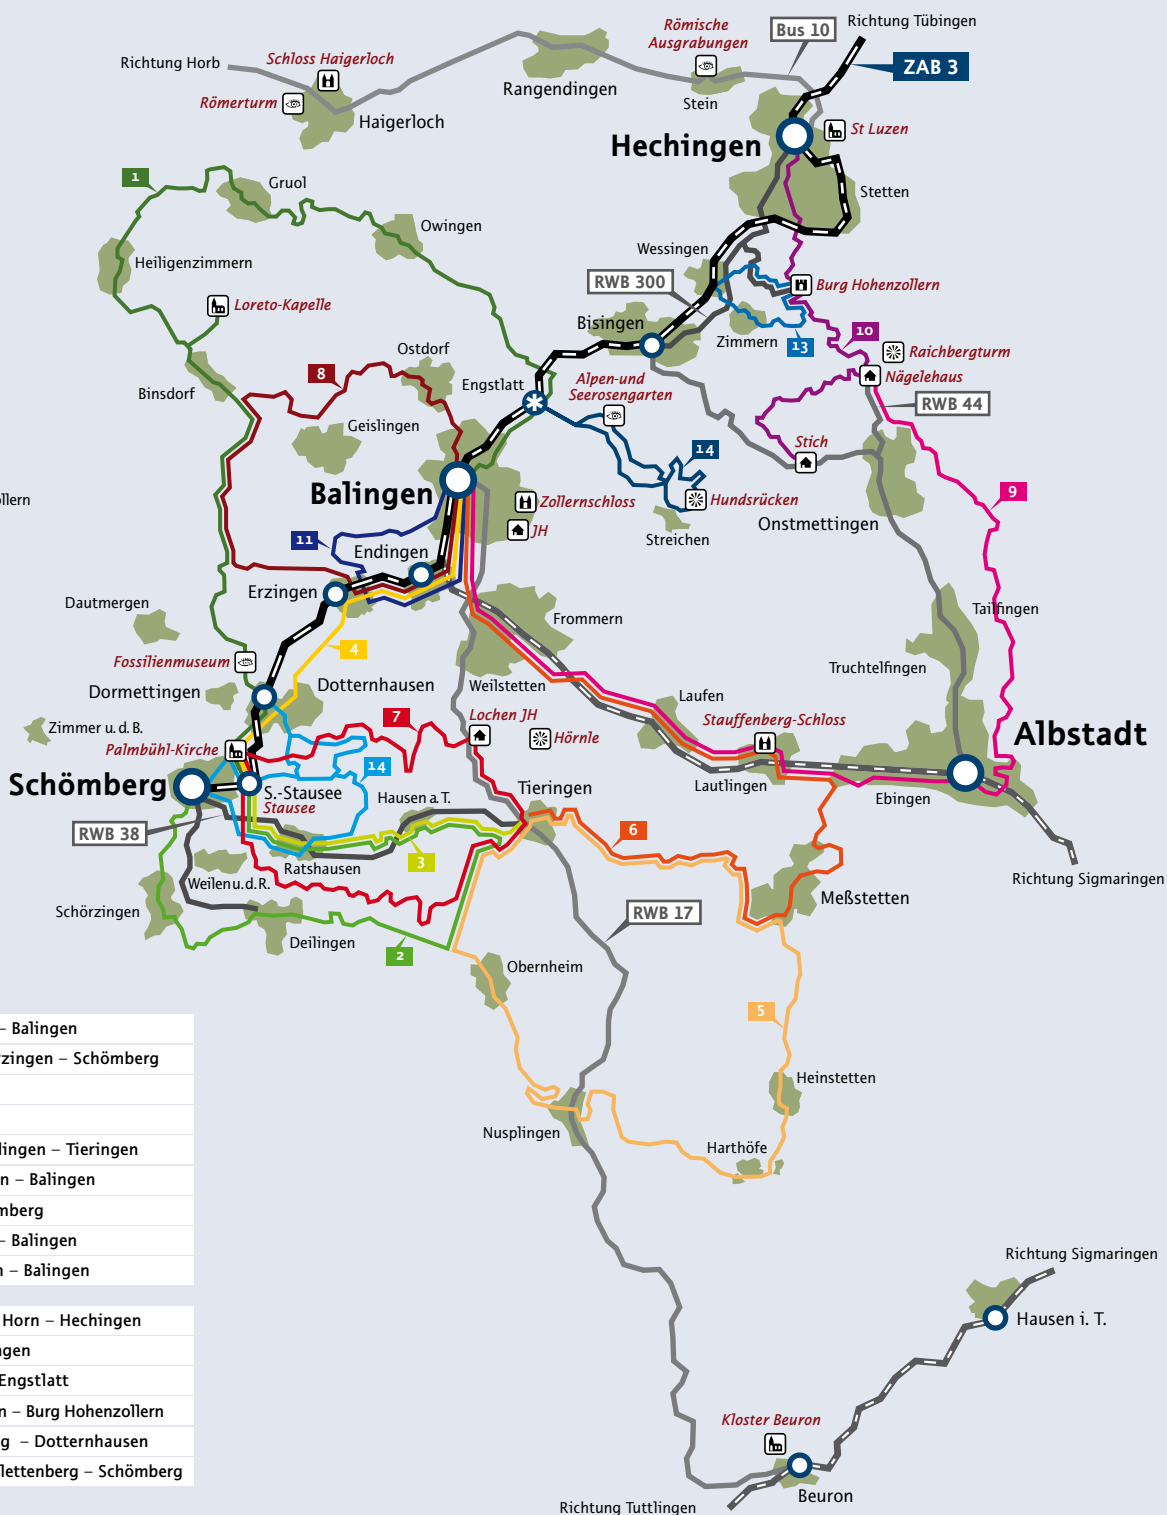 Richtung Tübingen
Bus 10
Römische
Ausgrabungen
Schloss Haigerloch
Richtung Horb
ZAB 3
Rangendingen
Stein
Römerturm
Haigerloch
St Luzen
Hechingen
1
Gruol
Stetten
Owingen
Wessingen
Heiligenzimmern
RWB 300
Burg Hohenzollern
Loreto-Kapelle
Bisingen
10
Zimmern
13
Raichbergturm
Ostdorf
8
Engstlatt
Alpen-und
Seerosengarten
Nägelehaus
Binsdorf
RWB 44
Geislingen
Stich
14
Balingen
9
ollern
Zollernschloss
Hundsrücken
JH
Onstmettingen
11
Streichen
Endingen
Erzingen
Dautmergen
Tailfingen
Frommern
4
Fossilienmuseum
Truchtelfingen
Dormettingen
Dotternhausen
Weilstetten
Laufen
Zimmer u.d.B.
7
Lochen JH
Stauffenberg-Schloss
Hörnle
Albstadt
Palmbühl-Kirche
14
Schömberg
S.-Stausee
Stausee
Hausen a.T.
Tieringen
Lautlingen
Ebingen
RWB 38
6
3
Ratshausen
Richtung Sigmaringen
Weilen u.d.R.
Meßstetten
Schörzingen
RWB 17
Deilingen
2
Obernheim
5
– Balingen
rzingen – Schömberg
Heinstetten
Nusplingen
lingen – Tieringen
Harthöfe
n – Balingen
mberg
– Balingen
n – Balingen
Richtung Sigmaringen
Horn – Hechingen
Hausen i. T.
ngen
Engstlatt
n – Burg Hohenzollern
Kloster Beuron
g – Dotternhausen
lettenberg – Schömberg
Beuron
Richtung Tuttlingen